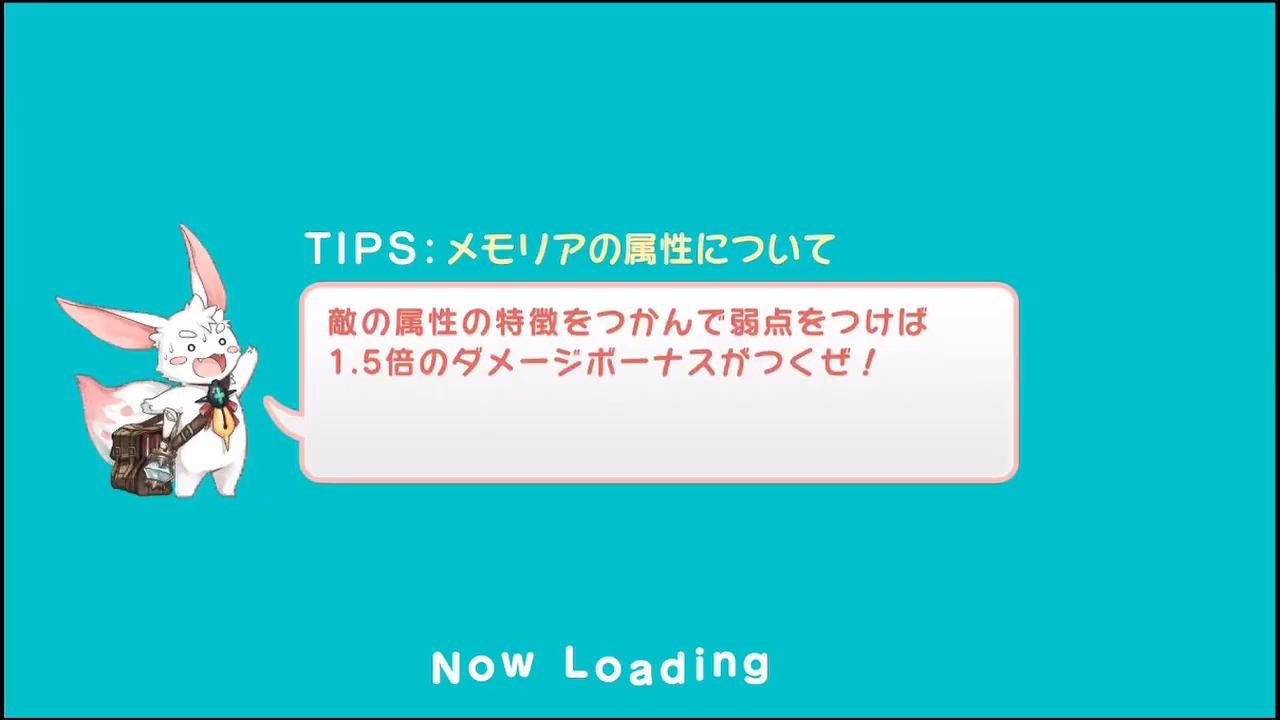 TIPS:メモリアの属性について
敵の属性の特徴をつかんで弱点をつけば
1.5倍のダメージボーナスがつくぜ！
Now Loading